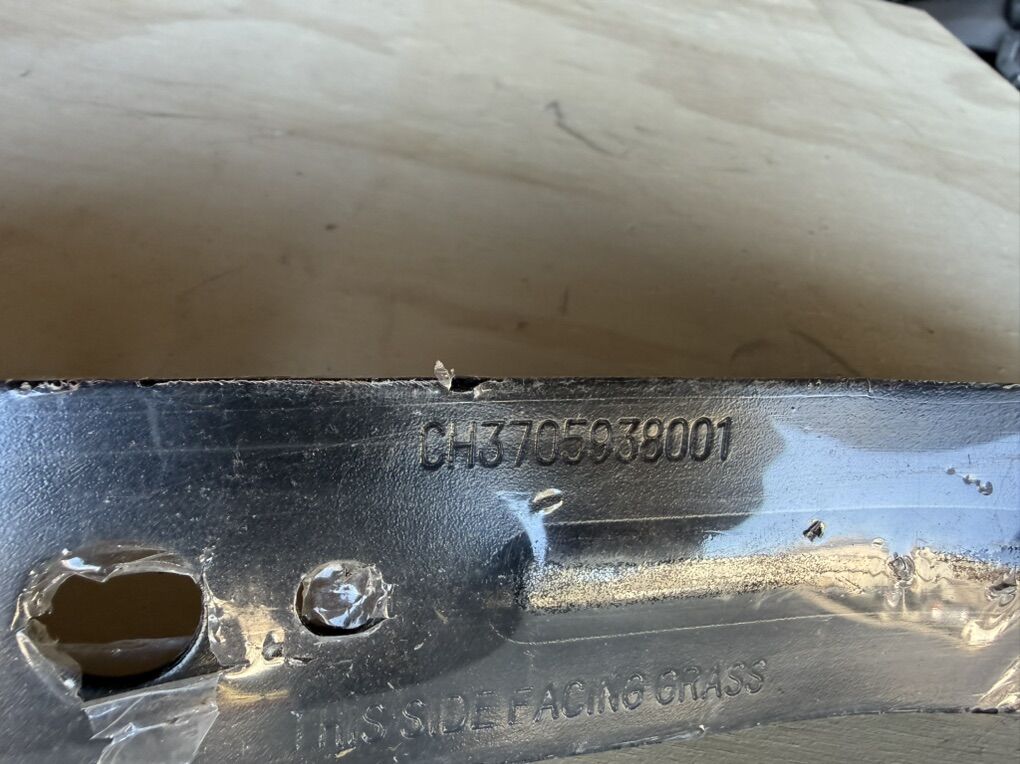 CH3705938001
THIS SIDE FACING GRASS